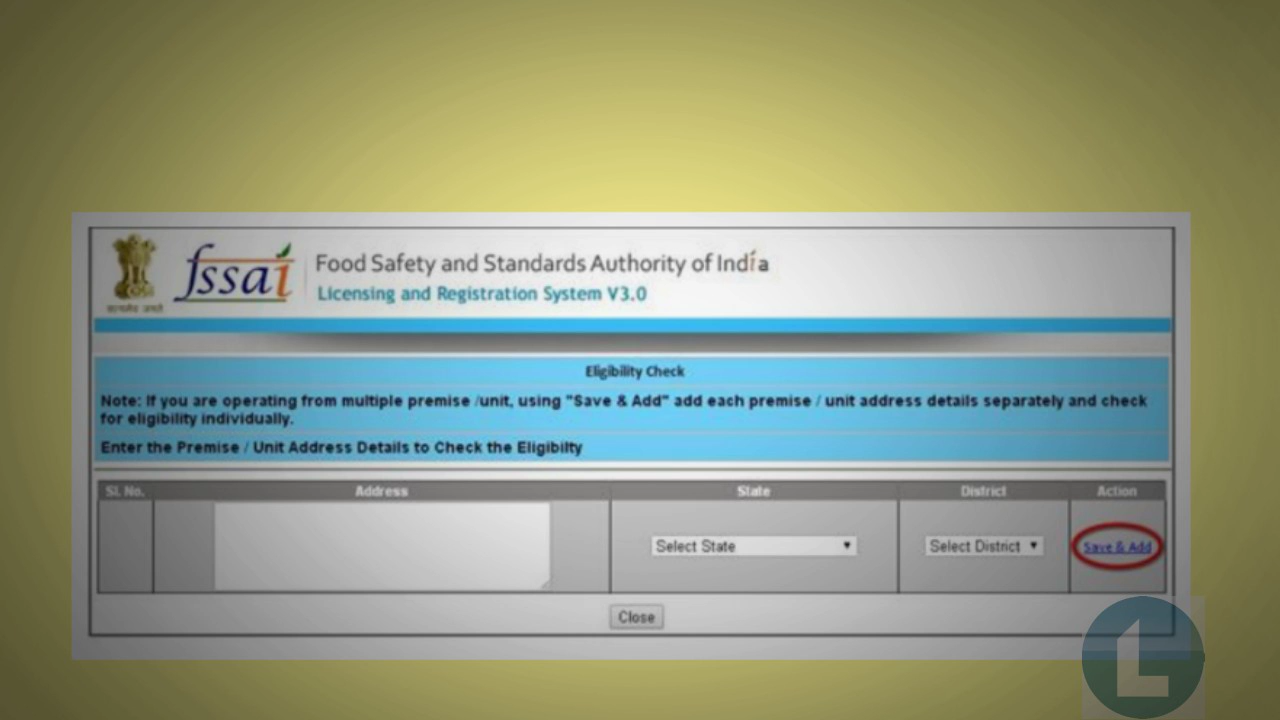 fssai
Food Safety and Standards Authority of India
Licensing and Registration System V3.0
Eligibility Check
Note: If you are operating from multiple premise /unit, using "Save & Add" add each premise / unit address details separately and check
for eligibility individually.
Enter the Premise / Unit Address Details to Check the Eligibilty
Sl. No. Address State District Action
Select State Select District Save & Add
Close
L